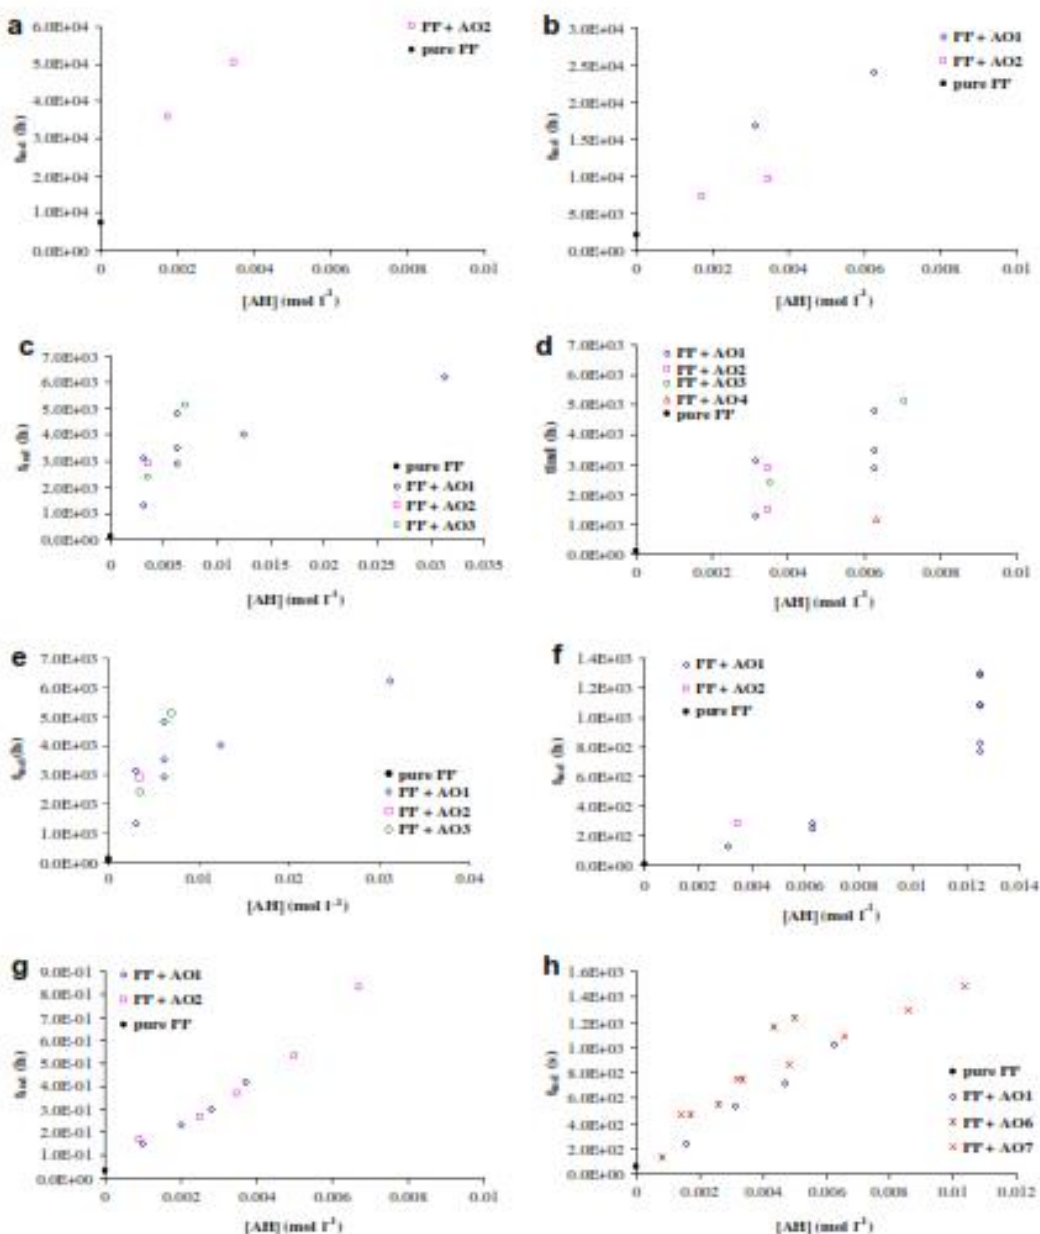 a
6.0E+04
5.0E+04
4.0E+04
3.0E+04
2.0E+04
1.0E+04
0.0E+00
0 0.002 0.004 0.006 0.008 0.01
t_ind (h)
[AH] (mol l⁻¹)
PP + AO2
pure PP
b
3.0E+04
2.5E+04
2.0E+04
1.5E+04
1.0E+04
5.0E+03
0.0E+00
0 0.002 0.004 0.006 0.008 0.01
t_ind (h)
[AH] (mol l⁻¹)
PP + AO1
PP + AO2
pure PP
c
7.0E+03
6.0E+03
5.0E+03
4.0E+03
3.0E+03
2.0E+03
1.0E+03
0.0E+00
0 0.005 0.01 0.015 0.02 0.025 0.03 0.035
t_ind (h)
[AH] (mol l⁻¹)
pure PP
PP + AO1
PP + AO2
PP + AO3
d
7.0E+03
6.0E+03
5.0E+03
4.0E+03
3.0E+03
2.0E+03
1.0E+03
0.0E+00
0 0.002 0.004 0.006 0.008 0.01
tind (h)
[AH] (mol l⁻¹)
PP + AO1
PP + AO2
PP + AO3
PP + AO4
pure PP
e
7.0E+03
6.0E+03
5.0E+03
4.0E+03
3.0E+03
2.0E+03
1.0E+03
0.0E+00
0 0.01 0.02 0.03 0.04
t_ind (h)
[AH] (mol l⁻¹)
pure PP
PP + AO1
PP + AO2
PP + AO3
f
1.4E+03
1.2E+03
1.0E+03
8.0E+02
6.0E+02
4.0E+02
2.0E+02
0.0E+00
0 0.002 0.004 0.006 0.008 0.01 0.012 0.014
t_ind (h)
[AH] (mol l⁻¹)
PP + AO1
PP + AO2
pure PP
g
9.0E-01
8.0E-01
7.0E-01
6.0E-01
5.0E-01
4.0E-01
3.0E-01
2.0E-01
1.0E-01
0.0E+00
0 0.002 0.004 0.006 0.008 0.01
t_ind (h)
[AH] (mol l⁻¹)
PP + AO1
PP + AO2
pure PP
h
1.6E+03
1.4E+03
1.2E+03
1.0E+03
8.0E+02
6.0E+02
4.0E+02
2.0E+02
0.0E+00
0 0.002 0.004 0.006 0.008 0.01 0.012
t_ind (s)
[AH] (mol l⁻¹)
pure PP
PP + AO1
PP + AO6
PP + AO7